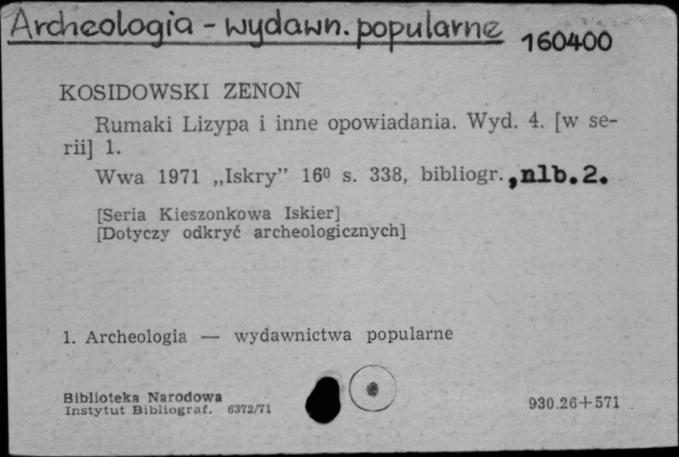 Archeologia - wydawn. popularne
160400
KOSIDOWSKI ZENON
Rumaki Lizypa i inne opowiadania. Wyd. 4. [w se-
rii] 1.
Wwa 1971 „Iskry” 16⁰ s. 338, bibliogr., nlb. 2.
[Seria Kieszonkowa Iskier]
[Dotyczy odkryć archeologicznych]
1. Archeologia — wydawnictwa popularne
Biblioteka Narodowa
Instytut Bibliograf. 6372/71
930.26+571